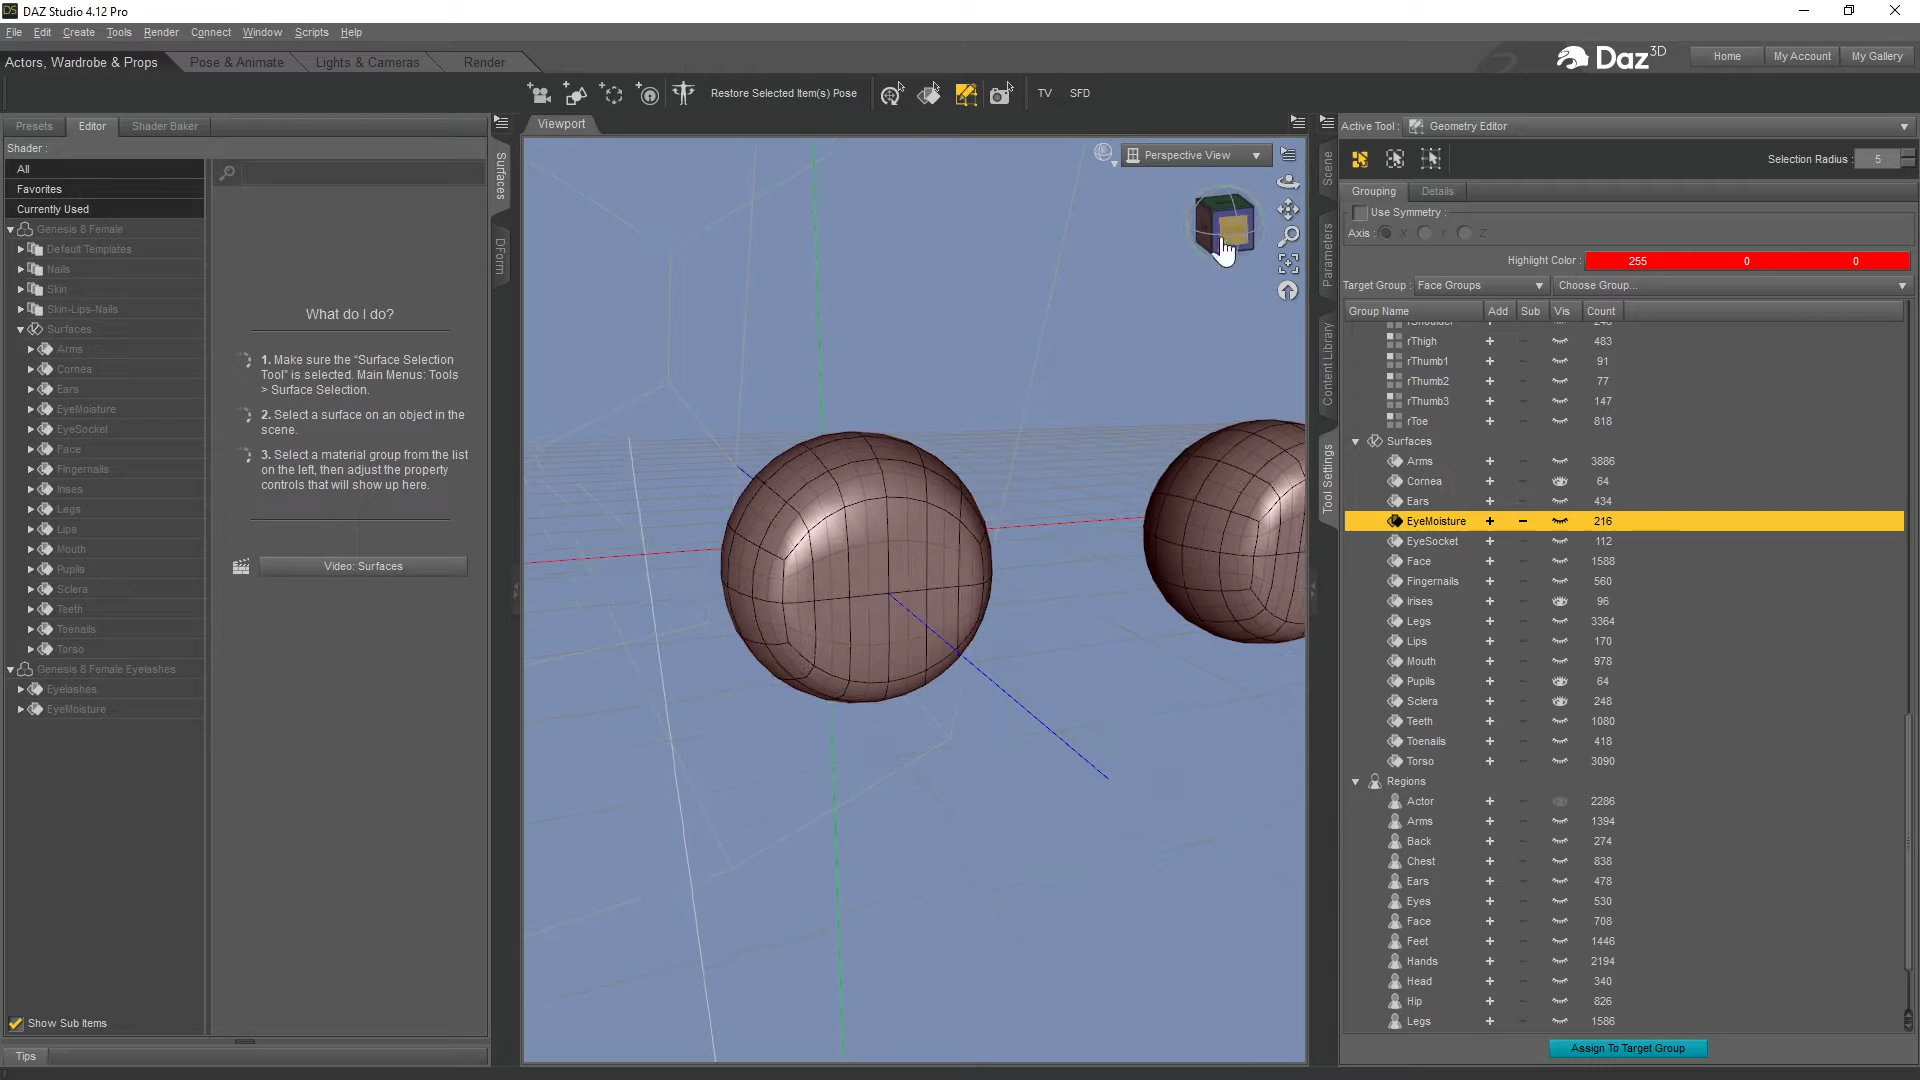 DAZ Studio 4.12 Pro
File Edit Create Tools Render Connect Window Scripts Help
Actors, Wardrobe & Props Pose & Animate Lights & Cameras Render
Daz 3D
Home My Account My Gallery
Restore Selected Item(s) Pose TV SFD
Presets Editor Shader Baker
Shader :
All
Favorites
Currently Used
Genesis 8 Female
Default Templates
Nails
Skin
Skin-Lips-Nails
Surfaces
Arms
Cornea
Ears
EyeMoisture
EyeSocket
Face
Fingernails
Irises
Legs
Lips
Mouth
Pupils
Sclera
Teeth
Toenails
Torso
Genesis 8 Female Eyelashes
Eyelashes
EyeMoisture
Show Sub Items
Tips
What do I do?
1. Make sure the “Surface Selection
Tool” is selected. Main Menus: Tools
> Surface Selection.
2. Select a surface on an object in the
scene.
3. Select a material group from the list
on the left, then adjust the property
controls that will show up here.
Video: Surfaces
Surfaces
DForm
Viewport
Perspective View
Scene
Parameters
Content Library
Tool Settings
Active Tool : Geometry Editor
Selection Radius : 5
Grouping Details
Use Symmetry :
Axis : X Y Z
Highlight Color : 255 0 0
Target Group : Face Groups Choose Group...
Group Name Add Sub Vis Count
rShoulder 248
rThigh 483
rThumb1 91
rThumb2 77
rThumb3 147
rToe 818
Surfaces
Arms 3886
Cornea 64
Ears 434
EyeMoisture 216
EyeSocket 112
Face 1588
Fingernails 560
Irises 96
Legs 3364
Lips 170
Mouth 978
Pupils 64
Sclera 248
Teeth 1080
Toenails 418
Torso 3090
Regions
Actor 2286
Arms 1394
Back 274
Chest 838
Ears 478
Eyes 530
Face 708
Feet 1446
Hands 2194
Head 340
Hip 826
Legs 1586
Assign To Target Group